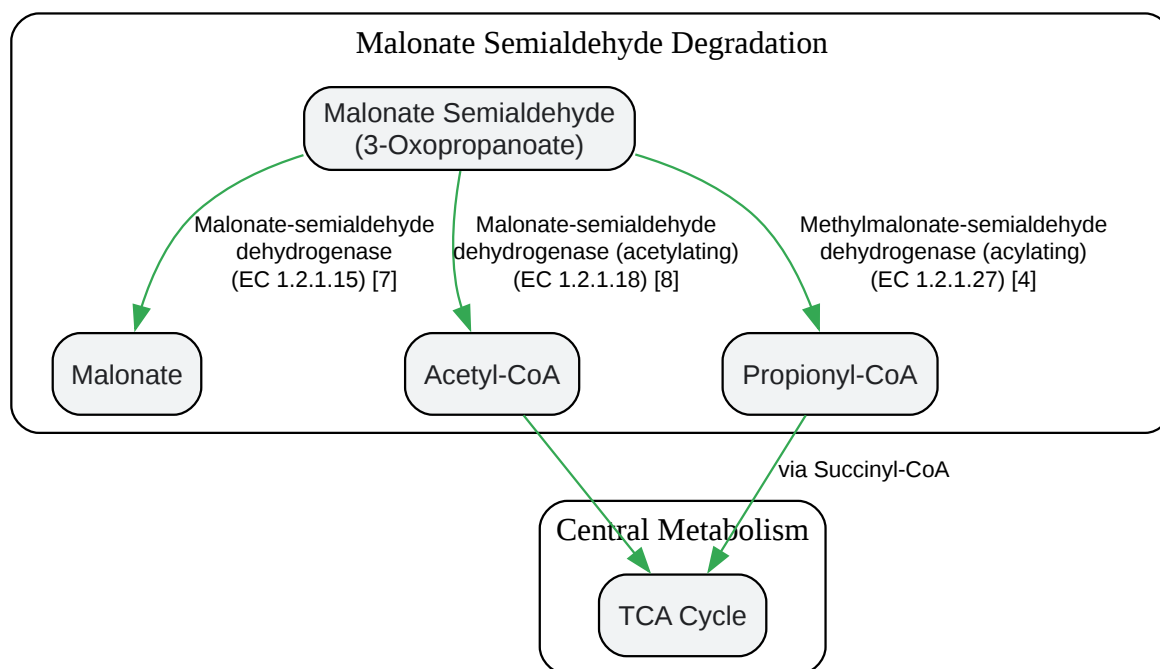 Malonate Semialdehyde Degradation
Malonate Semialdehyde
(3-Oxopropanoate)
Malonate-semialdehyde
dehydrogenase
(EC 1.2.1.15) [7]
Malonate-semialdehyde
dehydrogenase (acetylating)
(EC 1.2.1.18) [8]
Methylmalonate-semialdehyde
dehydrogenase (acylating)
(EC 1.2.1.27) [4]
Malonate
Acetyl-CoA
Propionyl-CoA
via Succinyl-CoA
Central Metabolism
TCA Cycle